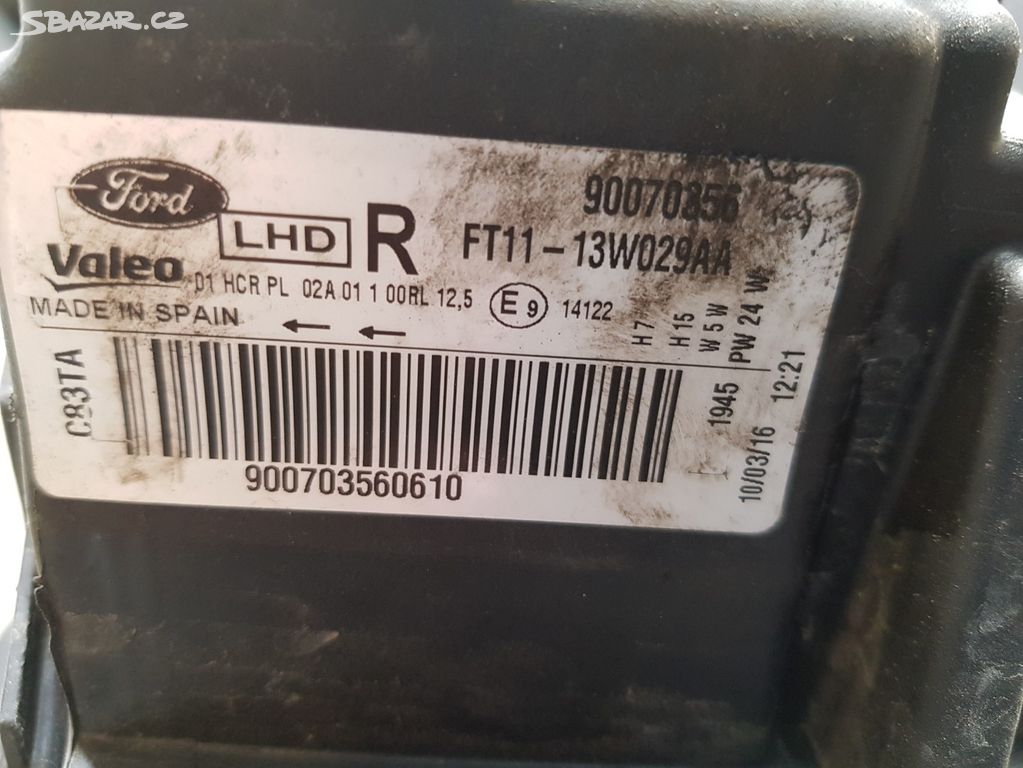 SBAZAR.CZ
Ford
LHD R
90070356
FT11-13W029AA
Valeo
01 HCR PL 02A 01 1 00RL 12,5 E9 14122
MADE IN SPAIN
H7
H15
W5W
PW 24 W
C83TA
1945
10/03/16 12:21
900703560610